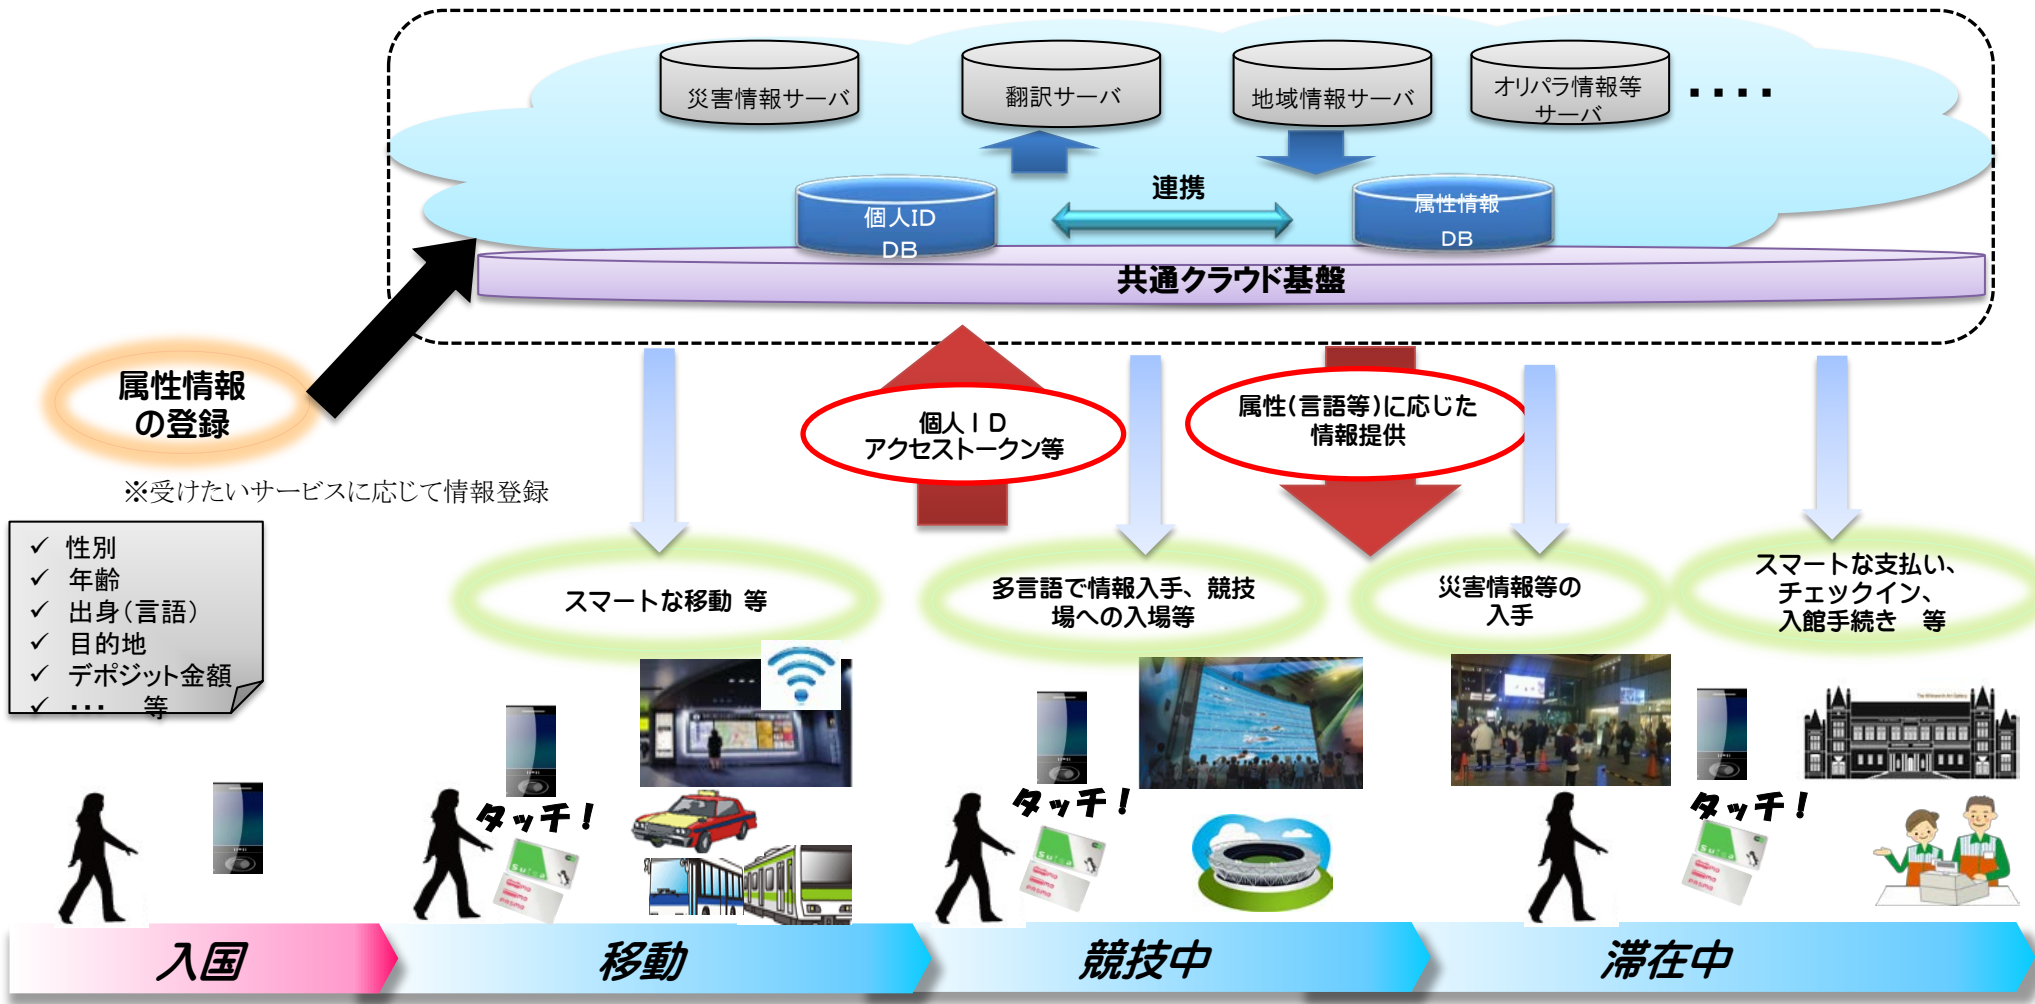 災害情報サーバ
翻訳サーバ
地域情報サーバ
オリパラ情報等
サーバ
・・・・
連携
個人ID
DB
属性情報
DB
共通クラウド基盤
属性情報
の登録
※受けたいサービスに応じて情報登録
個人ID
アクセストークン等
属性(言語等)に応じた
情報提供
✓ 性別
✓ 年齢
✓ 出身(言語)
✓ 目的地
✓ デポジット金額
✓ ・・・ 等
スマートな移動 等
多言語で情報入手、競技
場への入場等
災害情報等の
入手
スマートな支払い、
チェックイン、
入館手続き 等
タッチ！
Suica
PASMO
タッチ！
Suica
PASMO
タッチ！
Suica
PASMO
入国
移動
競技中
滞在中